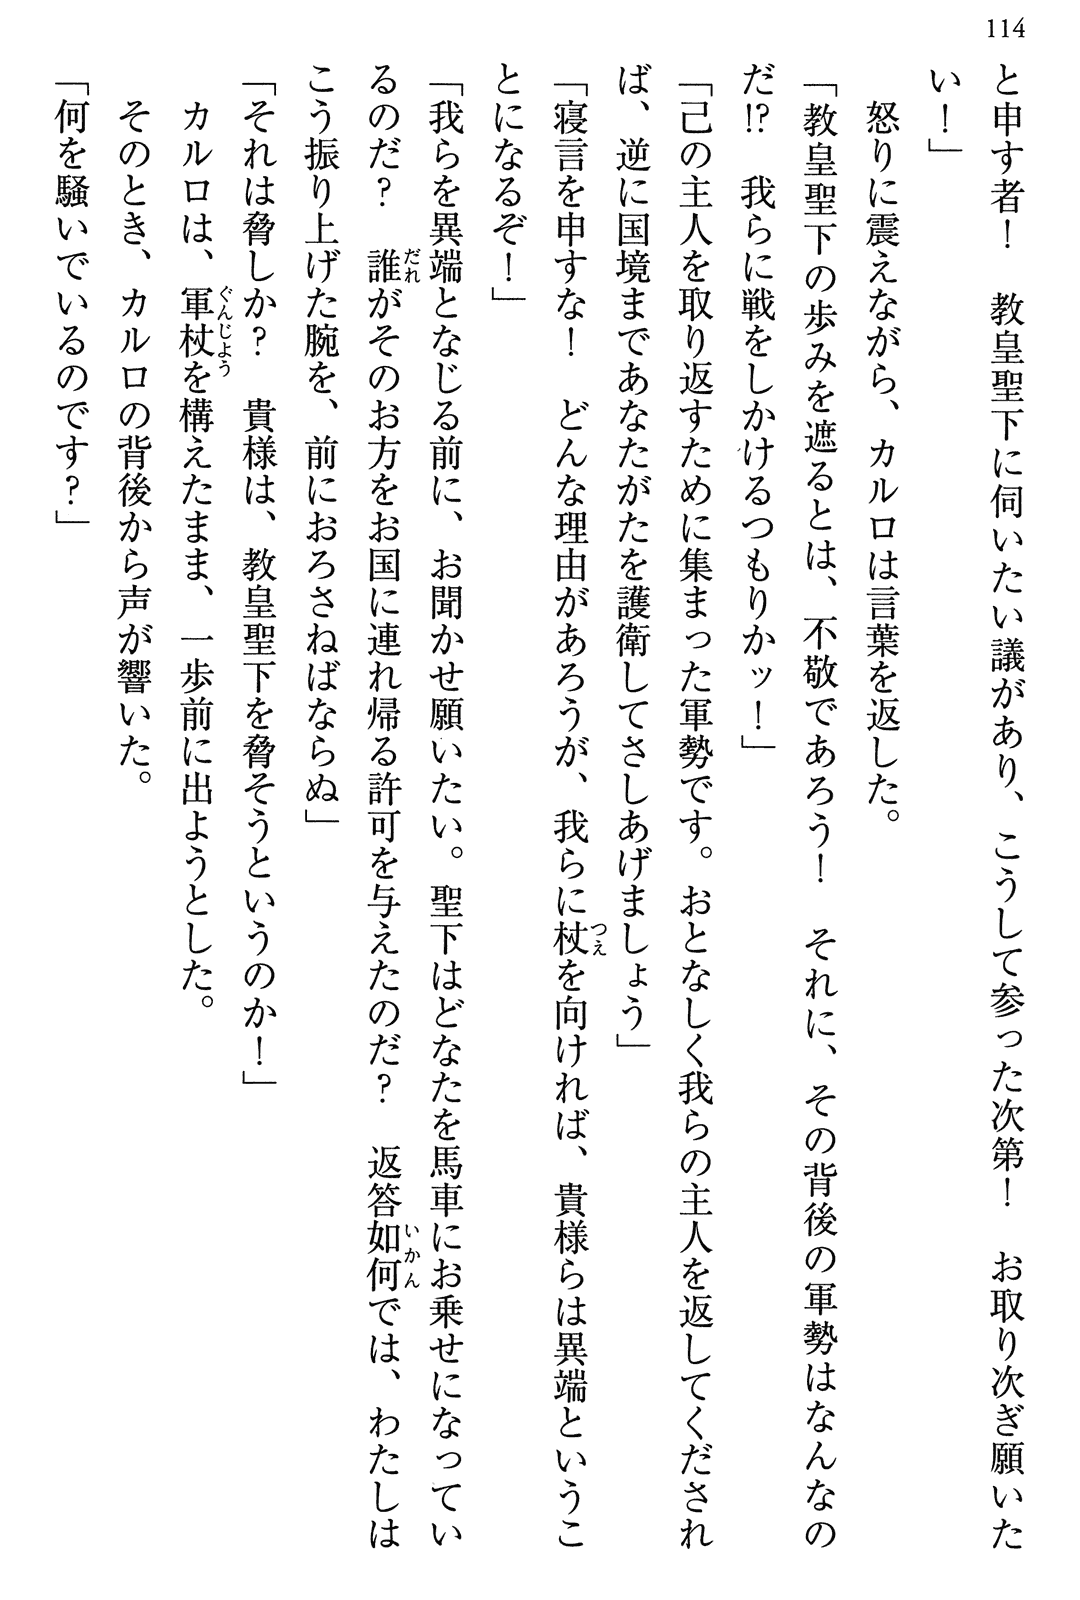 114
と申す者！　教皇聖下に伺いたい議があり、こうして参った次第！　お取り次ぎ願いた
い！」
　怒りに震えながら、カルロは言葉を返した。
「教皇聖下の歩みを遮るとは、不敬であろう！　それに、その背後の軍勢はなんなの
だ!?　我らに戦をしかけるつもりかッ！」
「己の主人を取り返すために集まった軍勢です。おとなしく我らの主人を返してくだされ
ば、逆に国境まであなたがたを護衛してさしあげましょう」
「寝言を申すな！　どんな理由があろうが、我らに杖つえを向ければ、貴様らは異端というこ
とになるぞ！」
「我らを異端となじる前に、お聞かせ願いたい。聖下はどなたを馬車にお乗せになってい
るのだ？　誰だれがそのお方をお国に連れ帰る許可を与えたのだ？　返答如何いかんでは、わたしは
こう振り上げた腕を、前におろさねばならぬ」
「それは脅しか？　貴様は、教皇聖下を脅そうというのか！」
　カルロは、軍杖ぐんじょうを構えたまま、一歩前に出ようとした。
　そのとき、カルロの背後から声が響いた。
「何を騒いでいるのです？」